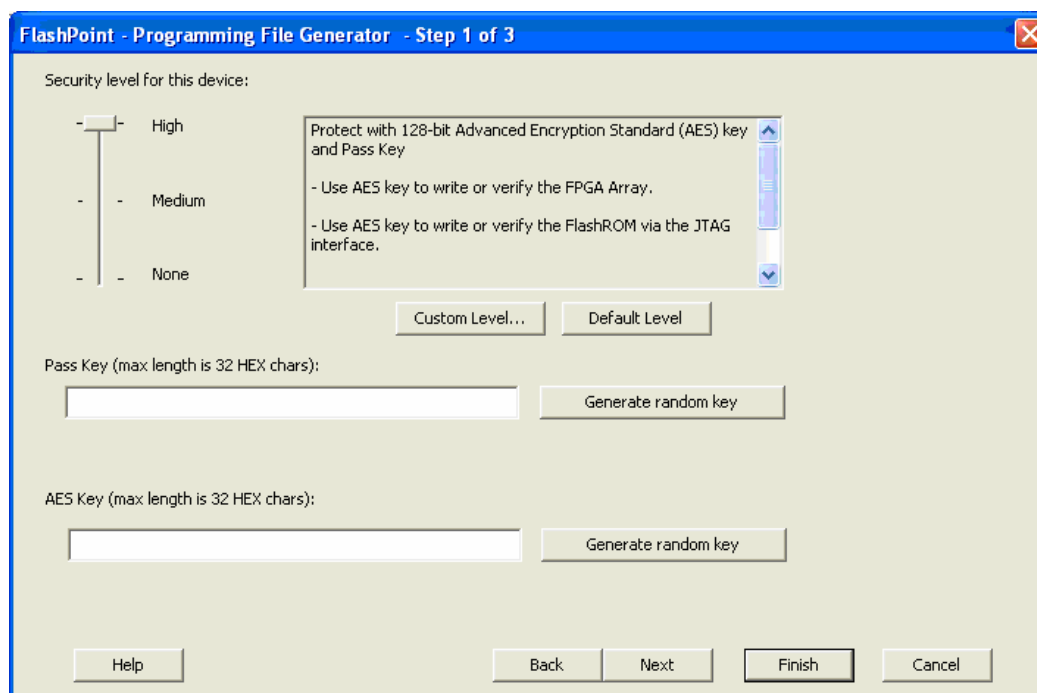 FlashPoint - Programming File Generator - Step 1 of 3
Security level for this device:
High
Medium
None
Protect with 128-bit Advanced Encryption Standard (AES) key
and Pass Key
- Use AES key to write or verify the FPGA Array.
- Use AES key to write or verify the FlashROM via the JTAG
interface.
Custom Level...
Default Level
Pass Key (max length is 32 HEX chars):
Generate random key
AES Key (max length is 32 HEX chars):
Generate random key
Help
Back
Next
Finish
Cancel